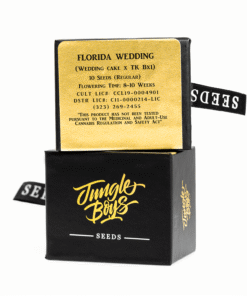 Florida Wedding
(Wedding cake x TK Bx1)
10 Seeds (Regular)
Flowering Time: 8-10 Weeks
Cult Lic#: CCL19-0004901
Dstr Lic#: C11-0000214-LIC
(323) 269-2455
"This product has not been tested
pursuant to the Medicinal and Adult-Use
Cannabis Regulation and Safety Act"
SEEDS
Jungle
Boys
SEEDS
SEEDS